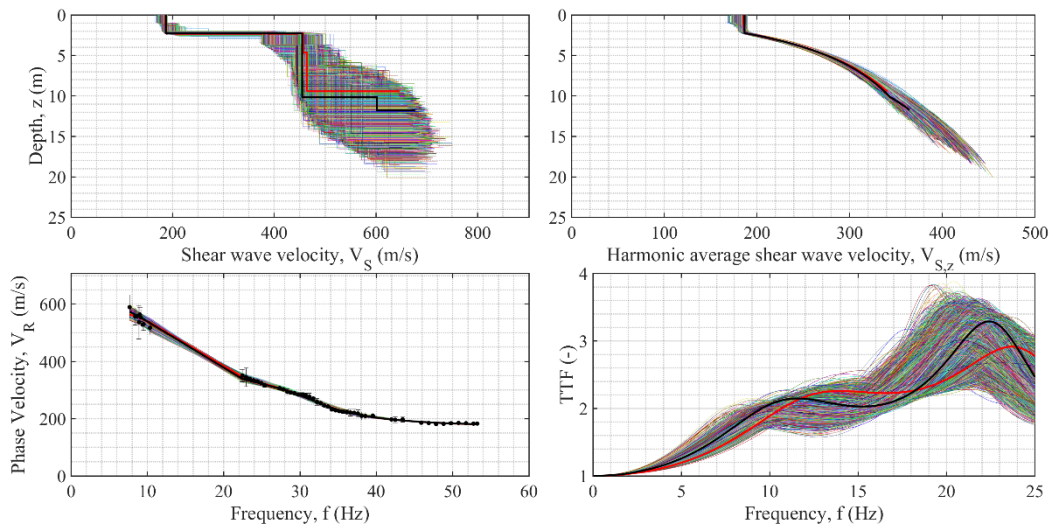 0
5
10
15
20
25
Depth, z (m)
0 200 400 600 800
Shear wave velocity, V_S (m/s)
0
5
10
15
20
25
0 100 200 300 400 500
Harmonic average shear wave velocity, V_S,z (m/s)
600
400
200
0
Phase Velocity, V_R (m/s)
0 10 20 30 40 50 60
Frequency, f (Hz)
4
3
2
1
TTF (-)
0 5 10 15 20 25
Frequency, f (Hz)